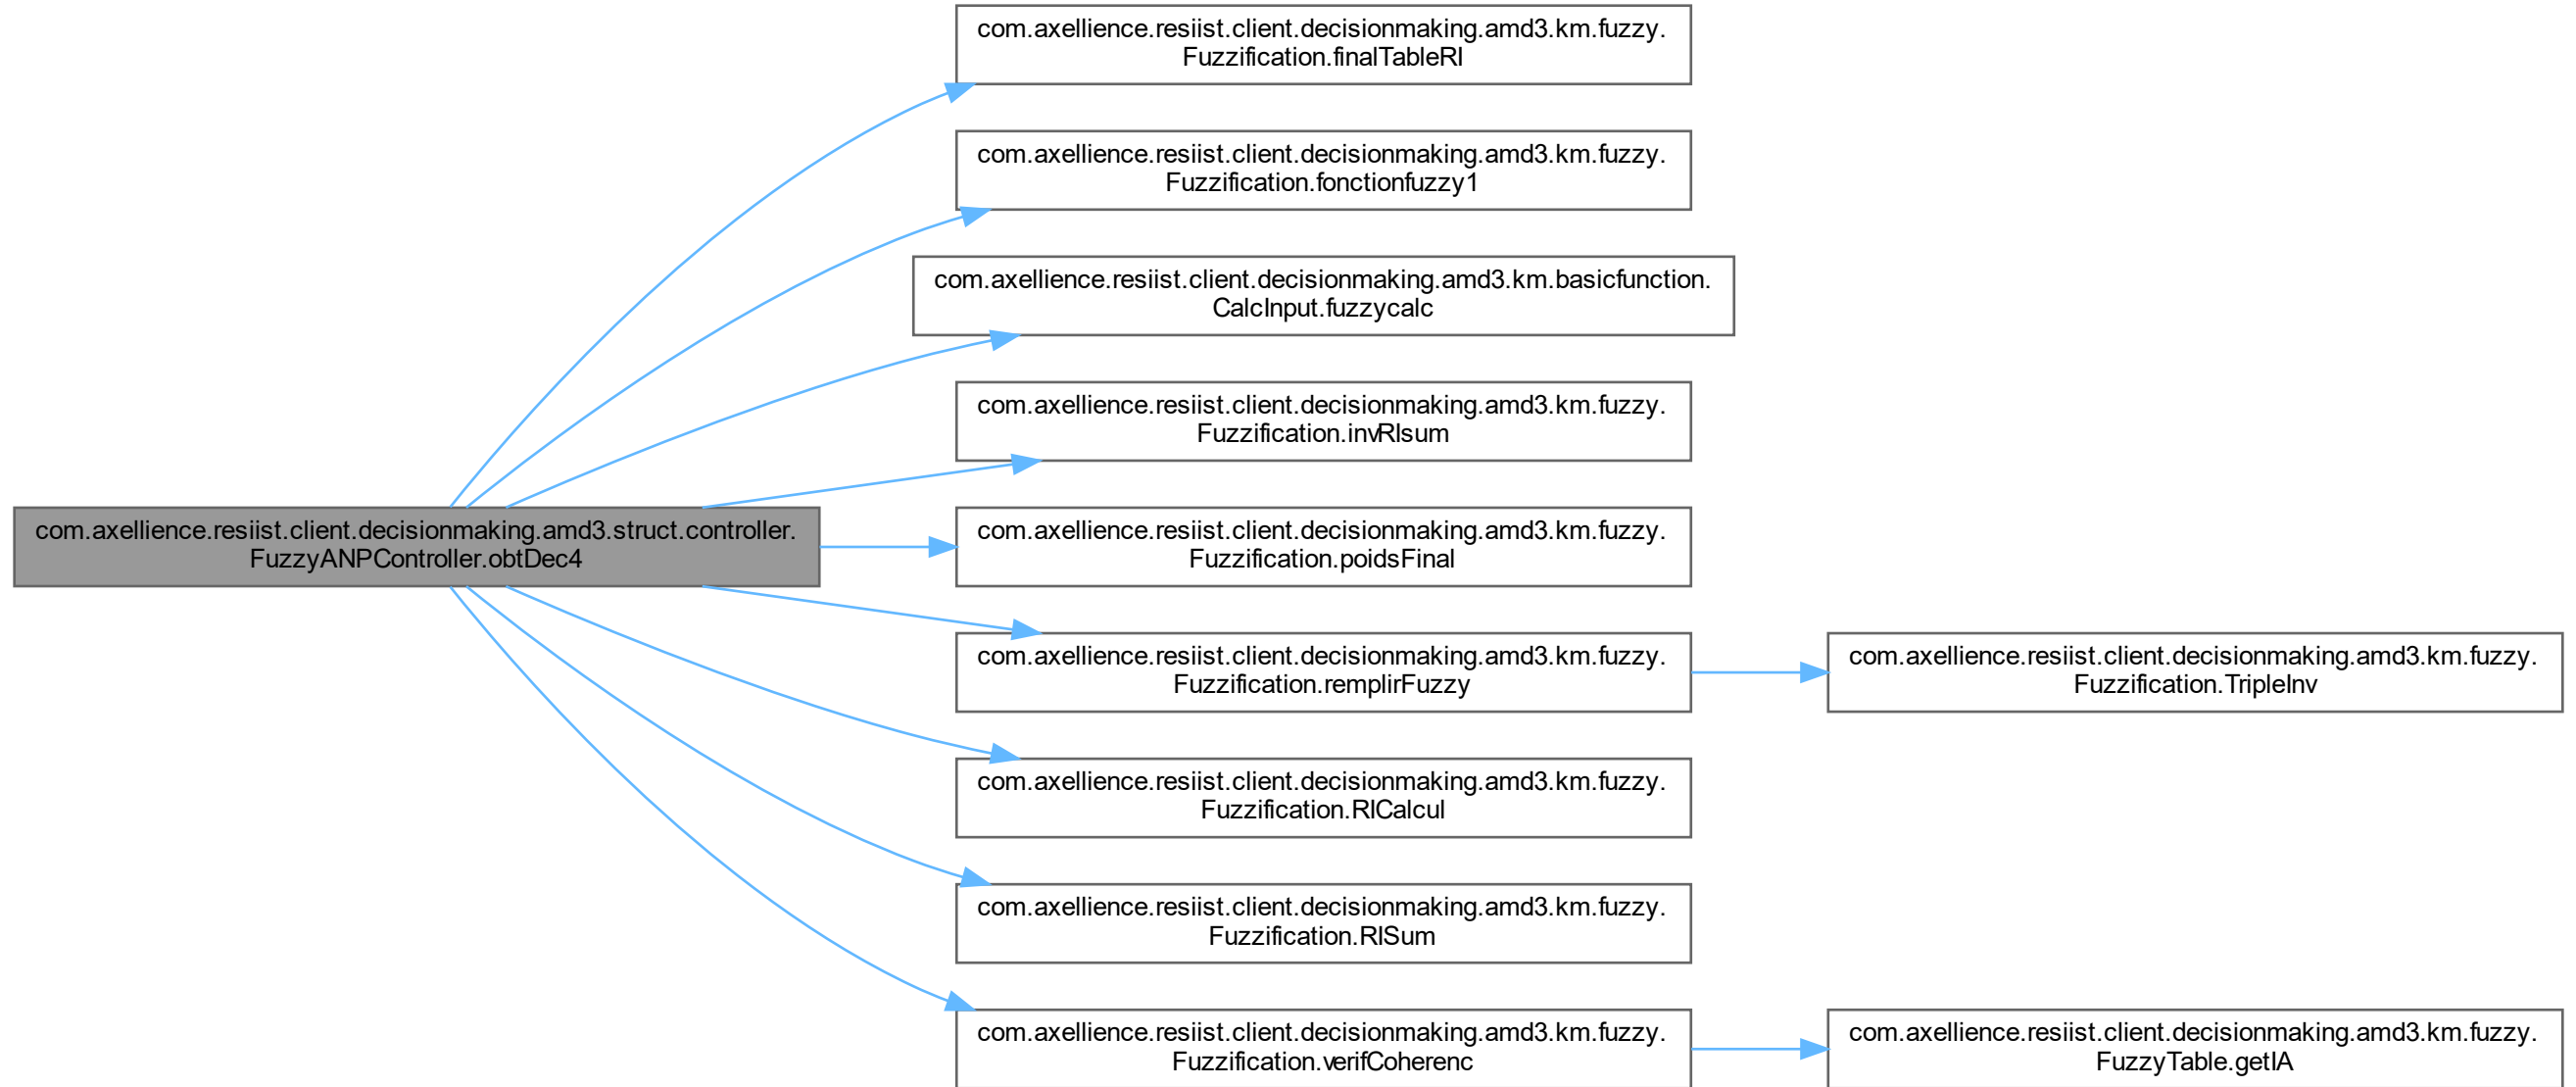 com.axellience.resiist.client.decisionmaking.amd3.struct.controller.
FuzzyANPController.obtDec4
com.axellience.resiist.client.decisionmaking.amd3.km.fuzzy.
Fuzzification.finalTableRI
com.axellience.resiist.client.decisionmaking.amd3.km.fuzzy.
Fuzzification.fonctionfuzzy1
com.axellience.resiist.client.decisionmaking.amd3.km.basicfunction.
CalcInput.fuzzycalc
com.axellience.resiist.client.decisionmaking.amd3.km.fuzzy.
Fuzzification.invRIsum
com.axellience.resiist.client.decisionmaking.amd3.km.fuzzy.
Fuzzification.poidsFinal
com.axellience.resiist.client.decisionmaking.amd3.km.fuzzy.
Fuzzification.remplirFuzzy
com.axellience.resiist.client.decisionmaking.amd3.km.fuzzy.
Fuzzification.TripleInv
com.axellience.resiist.client.decisionmaking.amd3.km.fuzzy.
Fuzzification.RICalcul
com.axellience.resiist.client.decisionmaking.amd3.km.fuzzy.
Fuzzification.RISum
com.axellience.resiist.client.decisionmaking.amd3.km.fuzzy.
Fuzzification.verifCoherenc
com.axellience.resiist.client.decisionmaking.amd3.km.fuzzy.
FuzzyTable.getIA